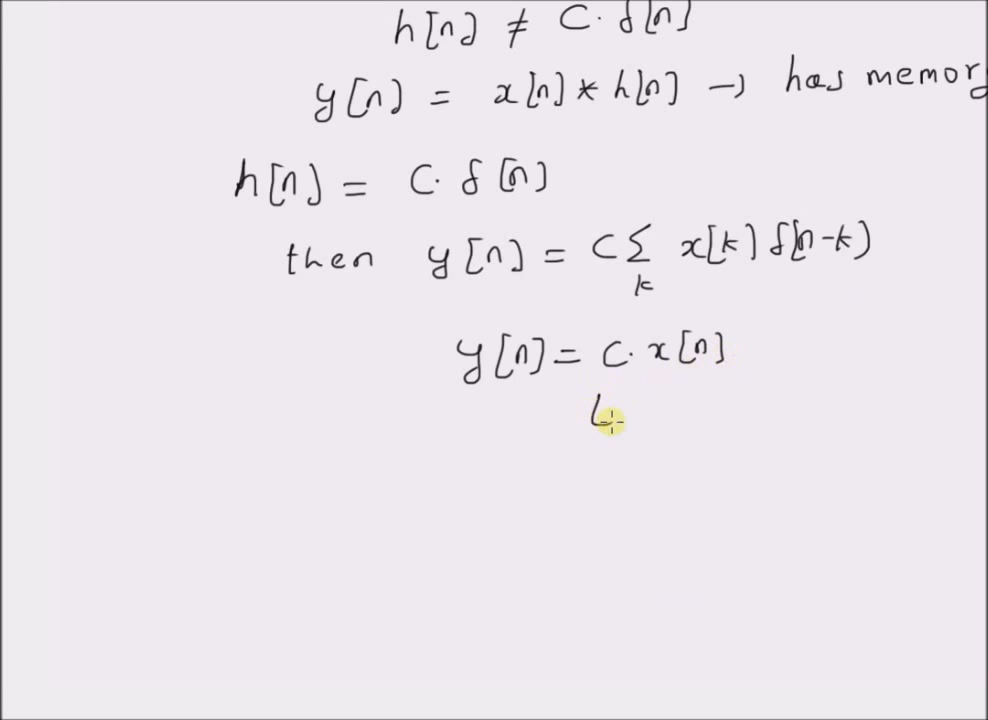 h[n] ≠ C. δ[n]
y[n] = x[n] * h[n] → has memor
h[n] = C. δ[n]
then y[n] = C Σ x[k] δ[n-k]
k
y[n] = C. x[n]